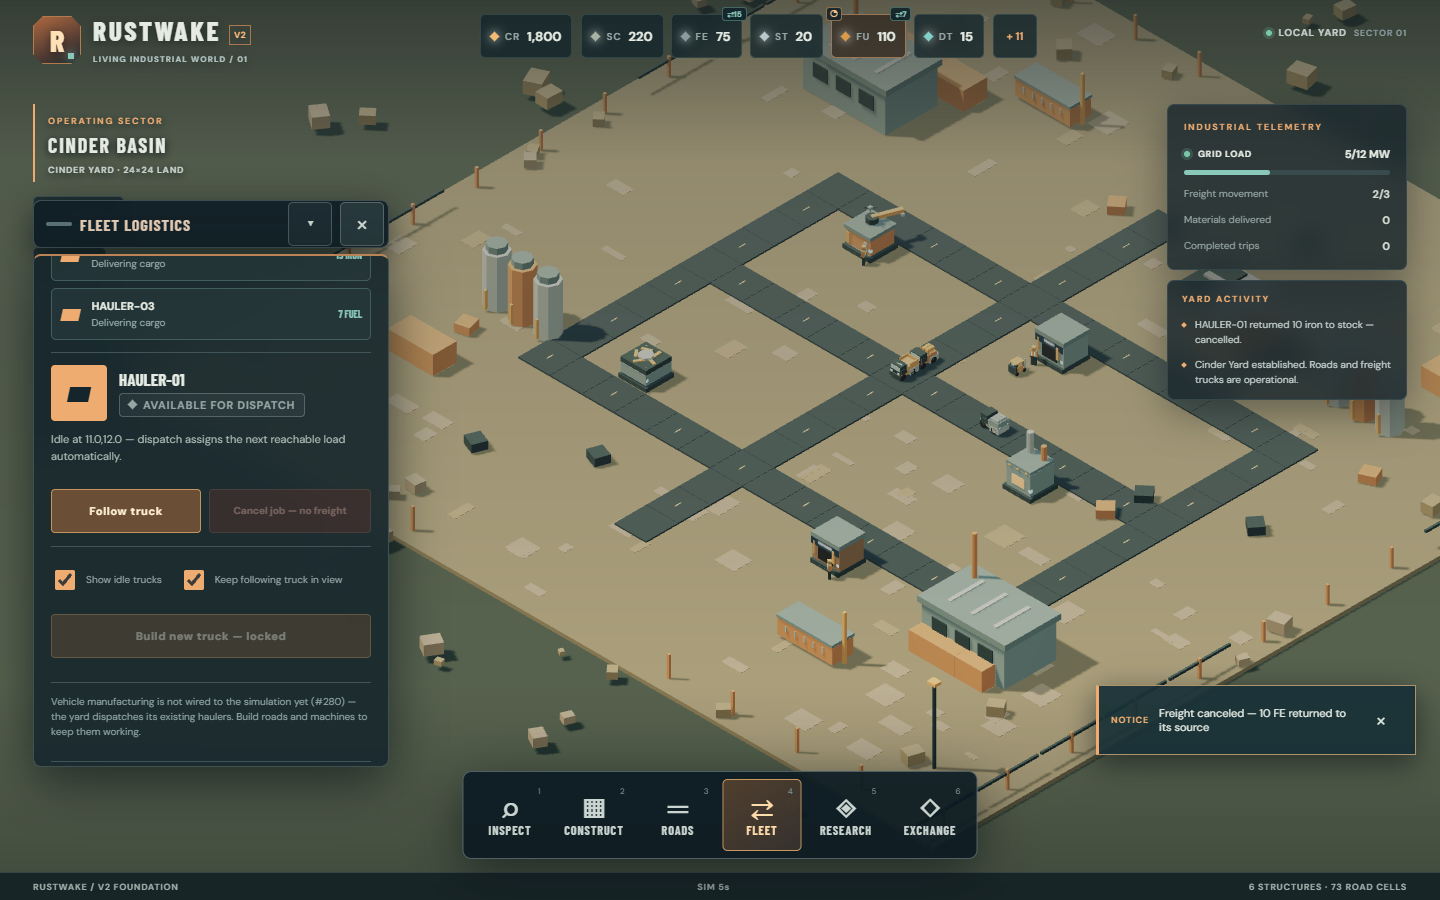 R
RUSTWAKE V2
LIVING INDUSTRIAL WORLD / 01
CR 1,800
SC 220
FE 75
⇄15
ST 20
FU 110
⇄7
DT 15
+ 11
LOCAL YARD SECTOR 01
OPERATING SECTOR
CINDER BASIN
CINDER YARD · 24×24 LAND
FLEET LOGISTICS
Delivering cargo
HAULER-03
Delivering cargo
7 FUEL
HAULER-01
AVAILABLE FOR DISPATCH
Idle at 11.0,12.0 — dispatch assigns the next reachable load
automatically.
Follow truck
Cancel job — no freight
Show idle trucks
Keep following truck in view
Build new truck — locked
Vehicle manufacturing is not wired to the simulation yet (#280) —
the yard dispatches its existing haulers. Build roads and machines to
keep them working.
INDUSTRIAL TELEMETRY
GRID LOAD 5/12 MW
Freight movement 2/3
Materials delivered 0
Completed trips 0
YARD ACTIVITY
HAULER-01 returned 10 iron to stock —
cancelled.
Cinder Yard established. Roads and freight
trucks are operational.
NOTICE
Freight canceled — 10 FE returned to
its source
1
INSPECT
2
CONSTRUCT
3
ROADS
4
FLEET
5
RESEARCH
6
EXCHANGE
RUSTWAKE / V2 FOUNDATION
SIM 5s
6 STRUCTURES · 73 ROAD CELLS